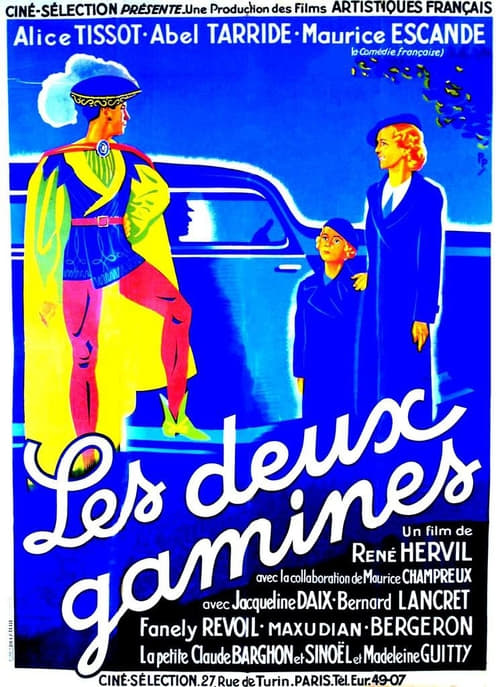 CINÉ-SÉLECTION PRÉSENTE. Une Production des Films ARTISTIQUES FRANÇAIS
Alice TISSOT · Abel TARRIDE · Maurice ESCANDE
(de la Comédie française)
Les deux
gamines
Un film de
RENÉ HERVIL
avec la collaboration de Maurice CHAMPREUX
avec Jacqueline DAIX · Bernard LANCRET
Fanely REVOIL · MAXUDIAN · BERGERON
La petite Claude BARGHON et SINOËL et Madeleine GUITTY
CINÉ-SÉLECTION. 27, Rue de Turin. PARIS. Tel. Eur. 49-07